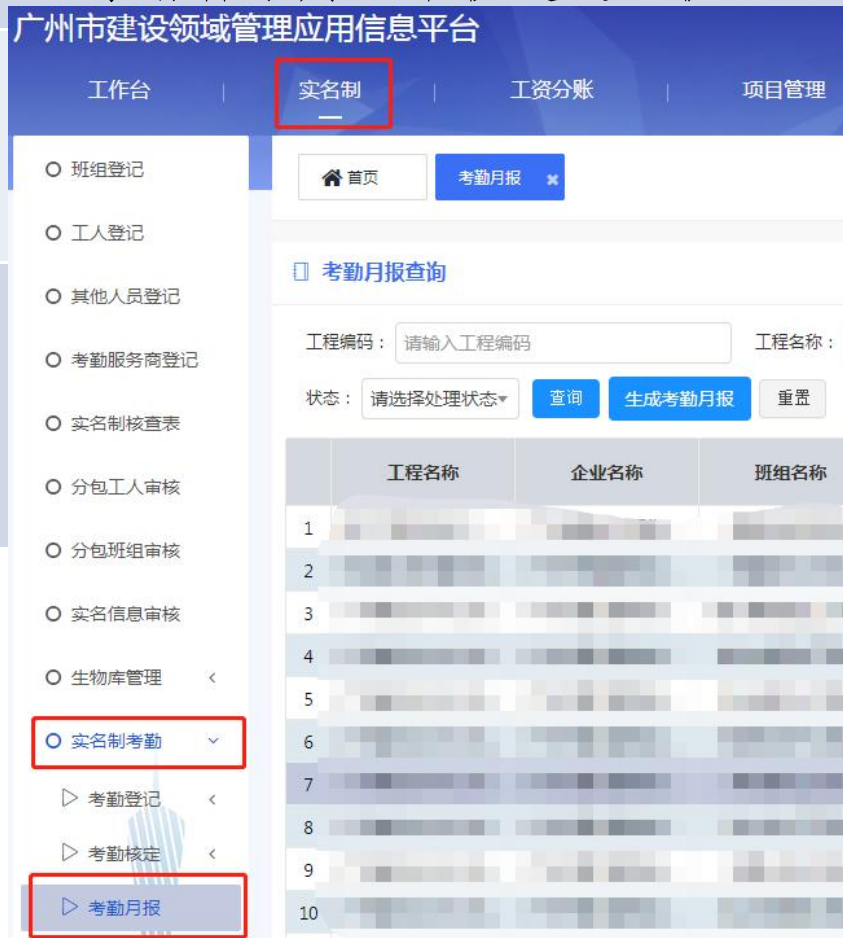 广州市建设领域管理应用信息平台
工作台 实名制 工资分账 项目管理
班组登记
工人登记
其他人员登记
考勤服务商登记
实名制核查表
分包工人审核
分包班组审核
实名信息审核
生物库管理
实名制考勤
考勤登记
考勤核定
考勤月报
首页 考勤月报
考勤月报查询
工程编码： 请输入工程编码 工程名称：
状态： 请选择处理状态 查询 生成考勤月报 重置
工程名称 企业名称 班组名称
1
2
3
4
5
6
7
8
9
10